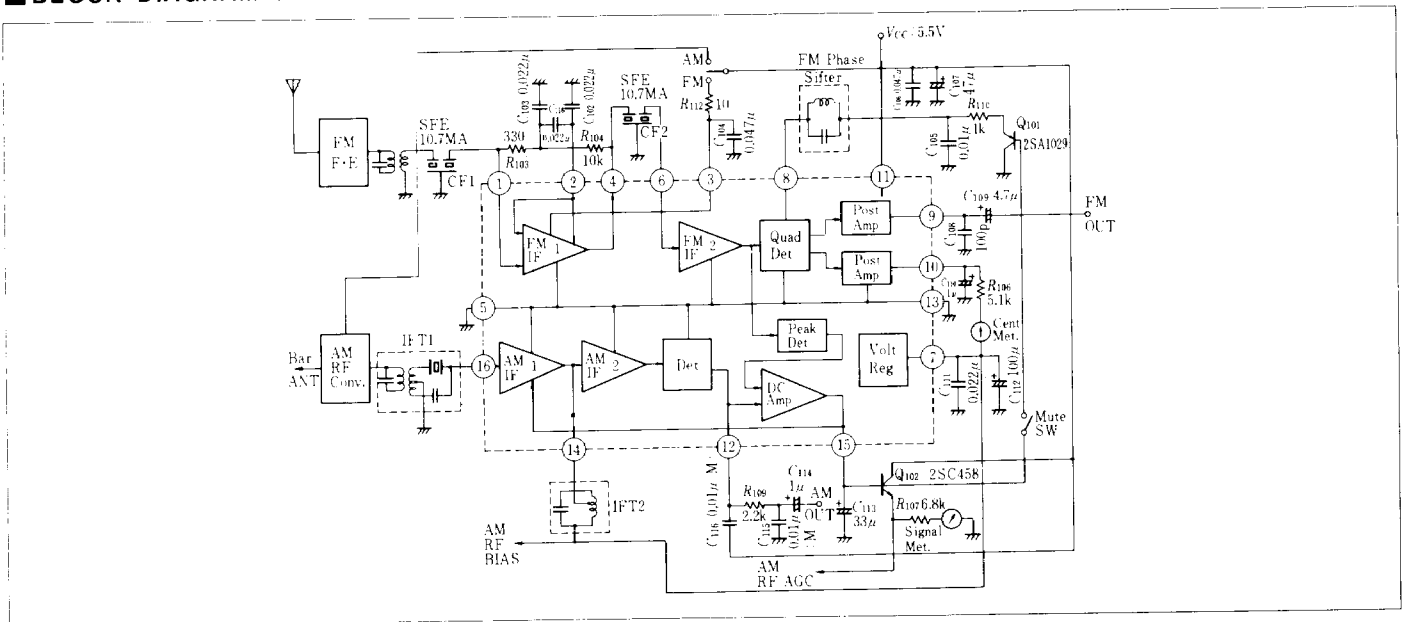 BLOCK DIAGRAM
FM
F·E
SFE
10.7MA
CF1
330
R103
C103 0.022μ
0.022μ
C102 0.022μ
R104
10k
SFE
10.7MA
CF2
AM
FM
R112
10
C104
0.047μ
FM Phase
Sifter
Vcc : 5.5V
0.047μ
C107
47μ
1k
C105
0.01μ
Q101
2SA1029
1
2
4
6
3
8
11
FM
IF
1
FM
IF
2
Quad
Det
Post
Amp
Post
Amp
9
C109 4.7μ
C108
100p
FM
OUT
10
1μ
R106
5.1k
Cent
Met.
5
13
Bar
ANT
AM
RF
Conv.
IFT1
16
AM
IF
1
AM
IF
2
Det
Peak
Det
DC
Amp
Volt
Reg
7
C111
0.022μ
C112 100μ
Mute
SW
14
12
15
IFT2
AM
RF
BIAS
C116 0.01μ M
R109
2.2k
C115
0.01μ
M
C114
1μ
AM
OUT
C113
33μ
Q102 2SC458
R107 6.8k
Signal
Met.
AM
RF AGC